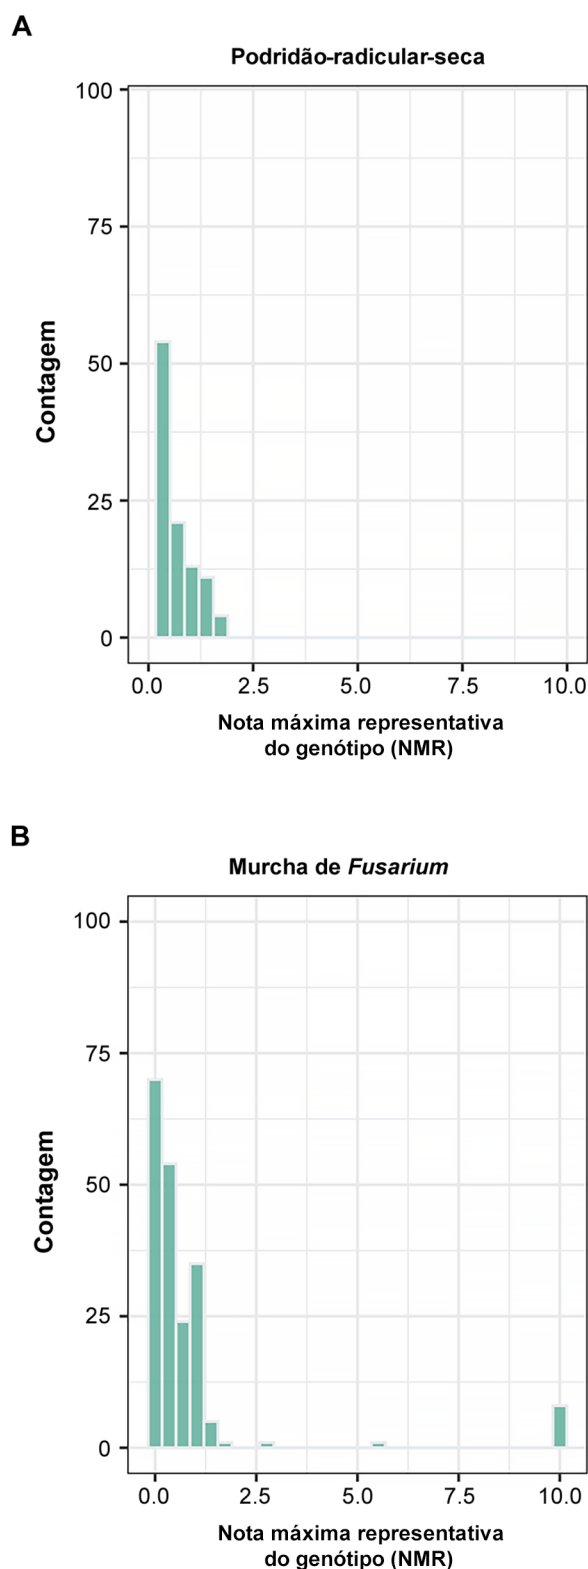 A
Podridão-radicular-seca
100
75
50
25
0
Contagem
0.0 2.5 5.0 7.5 10.0
Nota máxima representativa
do genótipo (NMR)
B
Murcha de Fusarium
100
75
50
25
0
Contagem
0.0 2.5 5.0 7.5 10.0
Nota máxima representativa
do genótipo (NMR)